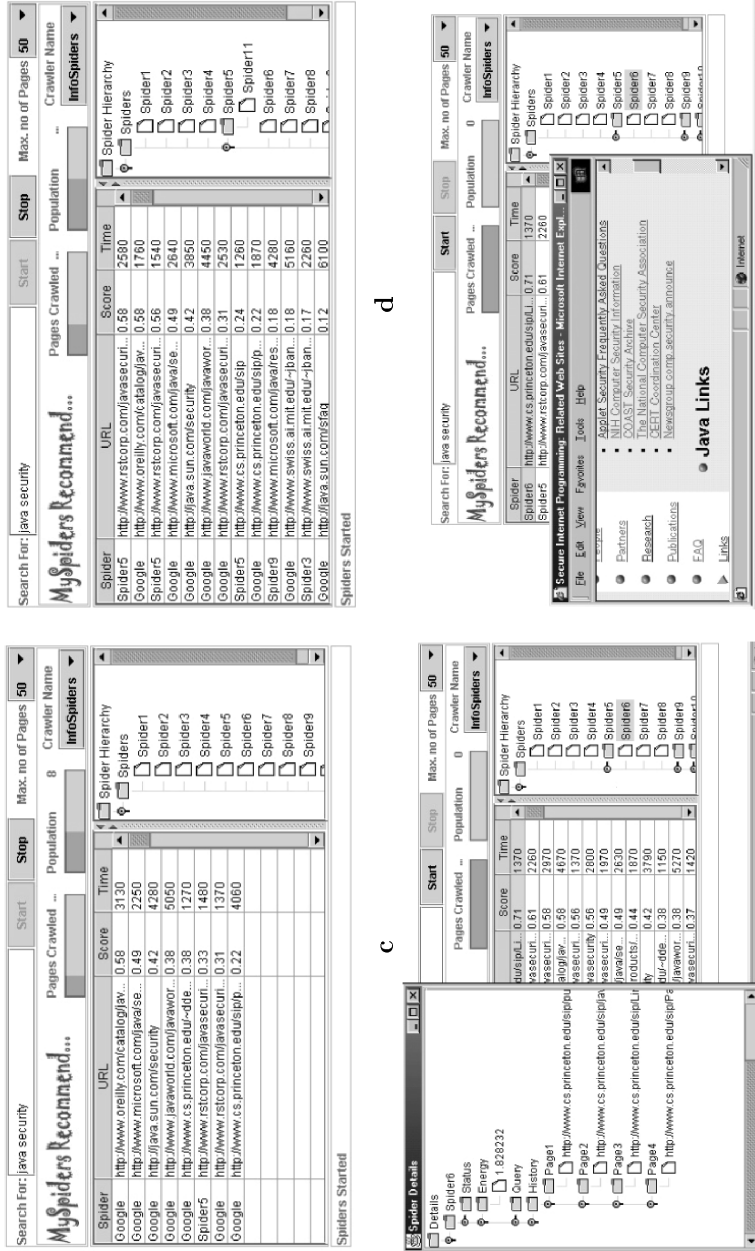 Search For: java security Start Stop Max. no of Pages 50
MySpiders Recommend... Pages Crawled ... Population 8 Crawler Name
InfoSpiders
Spider URL Score Time
Google http://www.oreilly.com/catalog/jav... 0.58 3130
Google http://www.microsoft.com/java/se... 0.49 2250
Google http://java.sun.com/security 0.42 4280
Google http://www.javaworld.com/javawor... 0.38 5050
Google http://www.cs.princeton.edu/~dde... 0.38 1270
Spider5 http://www.rstcorp.com/javasecuri... 0.33 1480
Google http://www.rstcorp.com/javasecuri... 0.31 1370
Google http://www.cs.princeton.edu/sip/p... 0.22 4060
Spider Hierarchy
Spiders
Spider1
Spider2
Spider3
Spider4
Spider5
Spider6
Spider7
Spider8
Spider9
Spiders Started
Search For: java security Start Stop Max. no of Pages 50
MySpiders Recommend... Pages Crawled ... Population ... Crawler Name
InfoSpiders
Spider URL Score Time
Spider5 http://www.rstcorp.com/javasecuri... 0.58 2580
Google http://www.oreilly.com/catalog/jav... 0.58 1760
Spider5 http://www.rstcorp.com/javasecuri... 0.56 1540
Google http://www.microsoft.com/java/se... 0.49 2640
Google http://java.sun.com/security 0.42 3850
Google http://www.javaworld.com/javawor... 0.38 4450
Google http://www.rstcorp.com/javasecuri... 0.31 2530
Spider5 http://www.cs.princeton.edu/sip 0.24 1260
Google http://www.cs.princeton.edu/sip/p... 0.22 1870
Spider9 http://www.microsoft.com/java/res... 0.18 4280
Google http://www.swiss.ai.mit.edu/~jban... 0.18 5160
Spider3 http://www.swiss.ai.mit.edu/~jban... 0.17 2260
Google http://java.sun.com/sfaq 0.12 6100
Spider Hierarchy
Spiders
Spider1
Spider2
Spider3
Spider4
Spider5
Spider11
Spider6
Spider7
Spider8
Spiders Started
c
Start Stop Max. no of Pages 50
Pages Crawled ... Population 0 Crawler Name
InfoSpiders
Score Time
du/sip/Li... 0.71 1370
vasecuri... 0.61 2260
vasecuri... 0.58 2970
alog/jav... 0.58 4670
vasecuri... 0.56 1370
vasecurity 0.56 2800
vasecuri... 0.49 1970
/java/se... 0.49 2630
roducts/... 0.44 1870
ity 0.42 3790
du/~dde... 0.38 1150
/javawor... 0.38 5270
vasecuri... 0.37 1420
Spider Hierarchy
Spiders
Spider1
Spider2
Spider3
Spider4
Spider5
Spider6
Spider7
Spider8
Spider9
Spider10
Spider Details
Details
Spider6
Status
Energy
1.828232
Query
History
Page1
http://www.cs.princeton.edu/sip/pu
Page2
http://www.cs.princeton.edu/sip/jav
Page3
http://www.cs.princeton.edu/sip/Lin
Page4
http://www.cs.princeton.edu/sip/Pa
d
Search For: java security Start Stop Max. no of Pages 50
MySpiders Recommend... Pages Crawled ... Population 0 Crawler Name
InfoSpiders
Spider URL Score Time
Spider6 http://www.cs.princeton.edu/sip/Li... 0.71 1370
Spider5 http://www.rstcorp.com/javasecuri... 0.61 2260
Spider Hierarchy
Spiders
Spider1
Spider2
Spider3
Spider4
Spider5
Spider6
Spider7
Spider8
Spider9
Secure Internet Programming: Related Web Sites - Microsoft Internet Expl...
File Edit View Favorites Tools Help
People
Partners
Research
Publications
FAQ
Links
Applet Security Frequently Asked Questions
NIH Computer Security Information
COAST Security Archive
The National Computer Security Association
CERT Coordination Center
Newsgroup comp.security.announce
Java Links
Internet